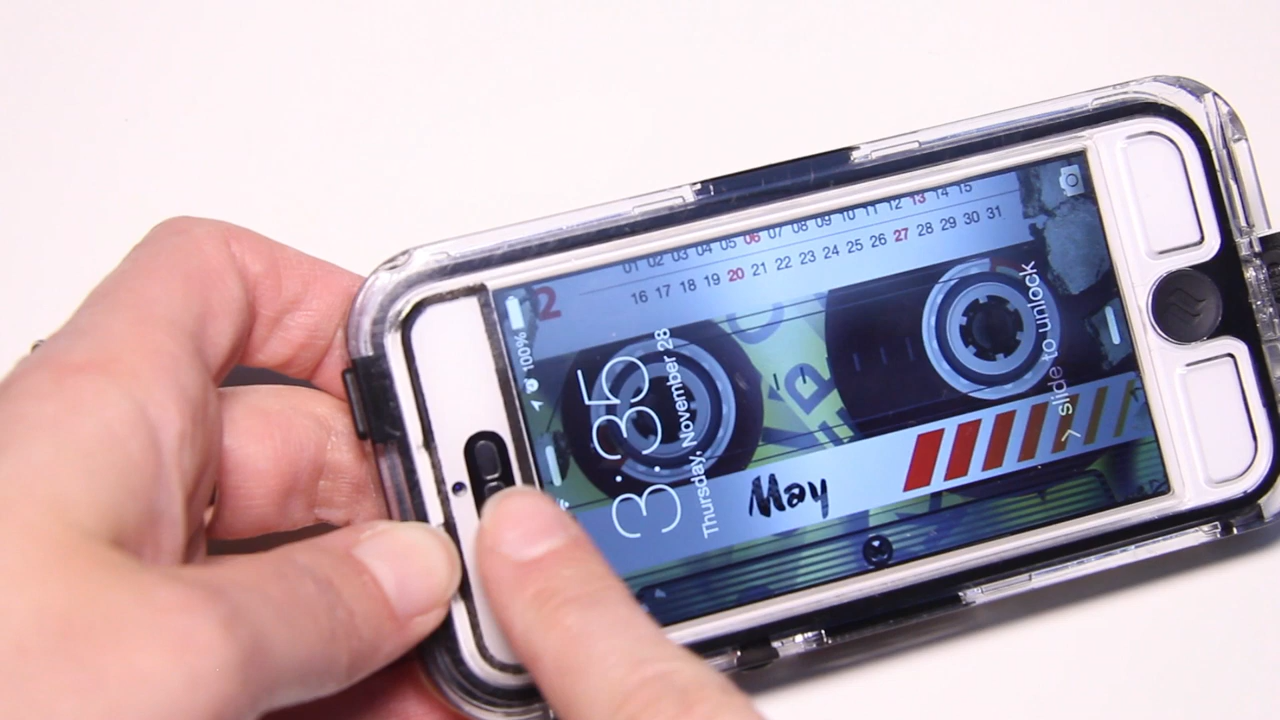 100%
3:35
Thursday, November 28
2
01 02 03 04 05 06 07 08 09 10 11 12 13 14 15
16 17 18 19 20 21 22 23 24 25 26 27 28 29 30 31
May
> slide to unlock